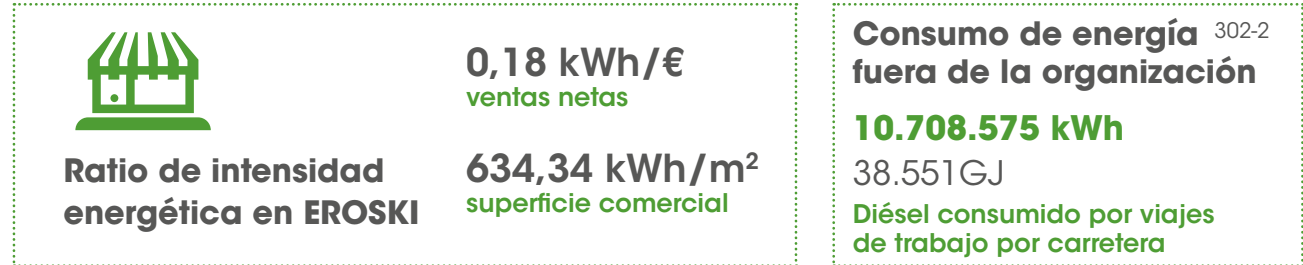 Ratio de intensidad
energética en EROSKI
0,18 kWh/€
ventas netas
634,34 kWh/m²
superficie comercial
Consumo de energía 302-2
fuera de la organización
10.708.575 kWh
38.551GJ
Diésel consumido por viajes
de trabajo por carretera